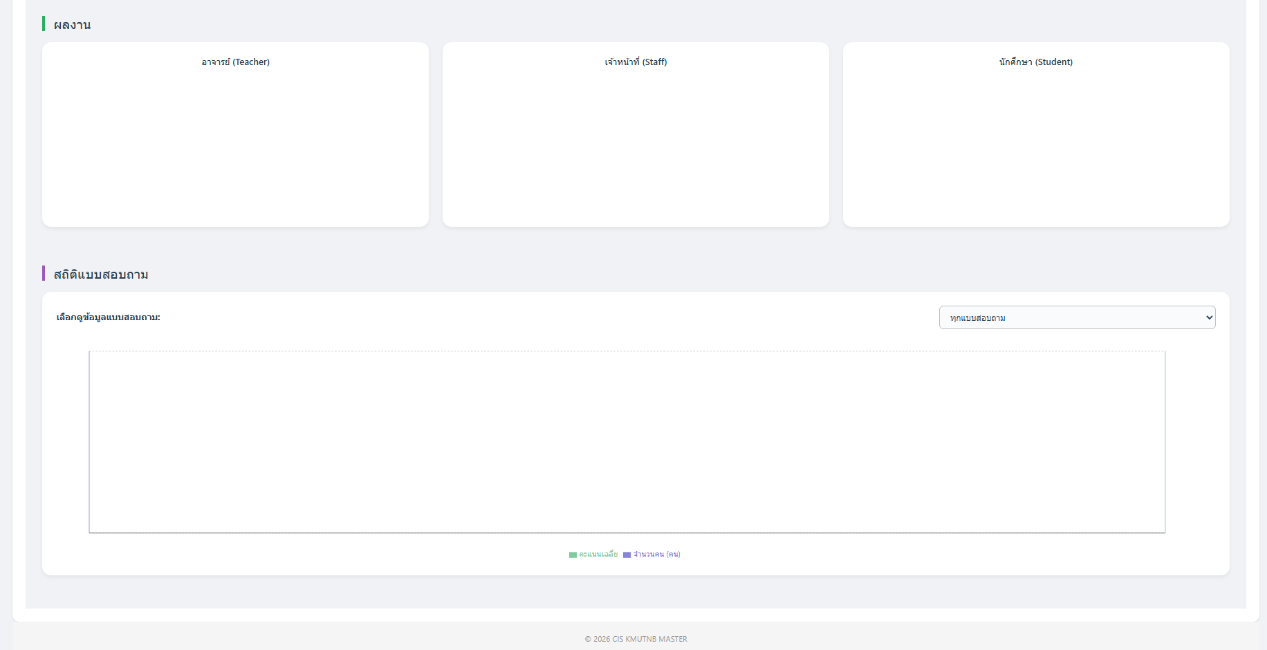 ผลงาน
อาจารย์ (Teacher)
เจ้าหน้าที่ (Staff)
นักศึกษา (Student)
สถิติแบบสอบถาม
เลือกดูข้อมูลแบบสอบถาม:
ทุกแบบสอบถาม
คะแนนเฉลี่ย จำนวนคน (คน)
© 2026 CIS KMUTNB MASTER